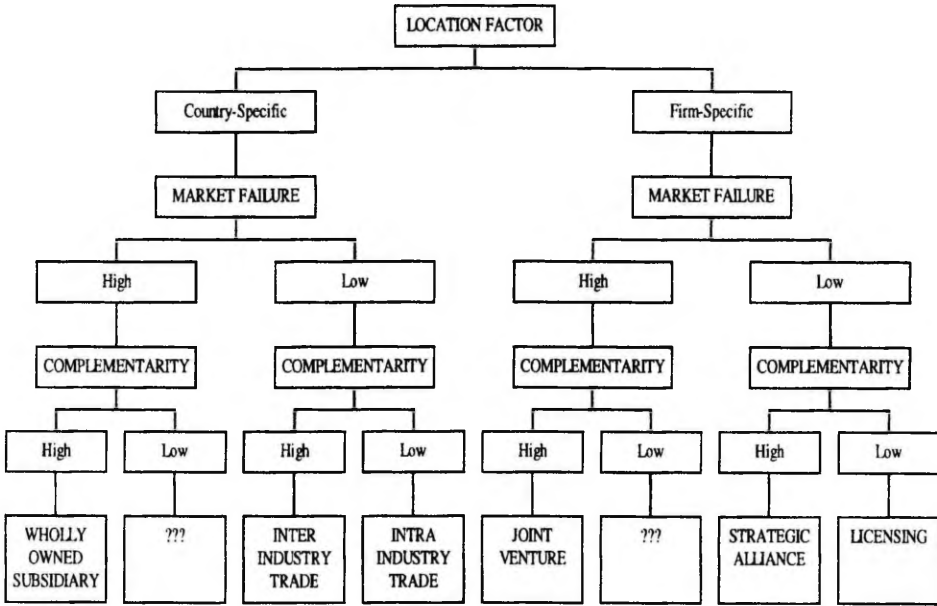 LOCATION FACTOR
Country-Specific
Firm-Specific
MARKET FAILURE
MARKET FAILURE
High
Low
High
Low
COMPLEMENTARITY
COMPLEMENTARITY
COMPLEMENTARITY
COMPLEMENTARITY
High
Low
High
Low
High
Low
High
Low
WHOLLY
OWNED
SUBSIDIARY
???
INTER
INDUSTRY
TRADE
INTRA
INDUSTRY
TRADE
JOINT
VENTURE
???
STRATEGIC
ALLIANCE
LICENSING